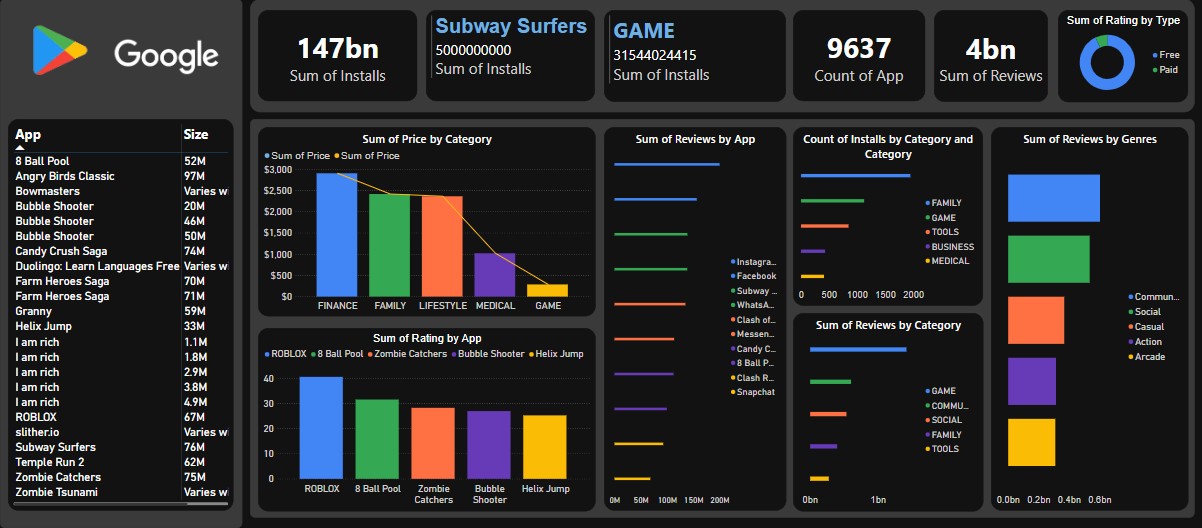 Google
147bn
Sum of Installs
Subway Surfers
5000000000
Sum of Installs
GAME
31544024415
Sum of Installs
9637
Count of App
4bn
Sum of Reviews
Sum of Rating by Type
Free
Paid
App Size
8 Ball Pool 52M
Angry Birds Classic 97M
Bowmasters Varies wi
Bubble Shooter 20M
Bubble Shooter 46M
Bubble Shooter 50M
Candy Crush Saga 74M
Duolingo: Learn Languages Free Varies wi
Farm Heroes Saga 70M
Farm Heroes Saga 71M
Granny 59M
Helix Jump 33M
I am rich 1.1M
I am rich 1.8M
I am rich 2.9M
I am rich 3.8M
I am rich 4.9M
ROBLOX 67M
slither.io Varies wi
Subway Surfers 76M
Temple Run 2 62M
Zombie Catchers 75M
Zombie Tsunami Varies wi
Sum of Price by Category
Sum of Price Sum of Price
$3,000
$2,500
$2,000
$1,500
$1,000
$500
$0
FINANCE FAMILY LIFESTYLE MEDICAL GAME
Sum of Rating by App
ROBLOX 8 Ball Pool Zombie Catchers Bubble Shooter Helix Jump
40
30
20
10
0
ROBLOX 8 Ball Pool Zombie Bubble Helix Jump
Catchers Shooter
Sum of Reviews by App
Instagra...
Facebook
Subway ...
WhatsA...
Clash of...
Messen...
Candy C...
8 Ball P...
Clash R...
Snapchat
0M 50M 100M 150M 200M
Count of Installs by Category and
Category
FAMILY
GAME
TOOLS
BUSINESS
MEDICAL
0 500 1000 1500 2000
Sum of Reviews by Category
GAME
COMMU...
SOCIAL
FAMILY
TOOLS
0bn 1bn
Sum of Reviews by Genres
Commun...
Social
Casual
Action
Arcade
0.0bn 0.2bn 0.4bn 0.6bn